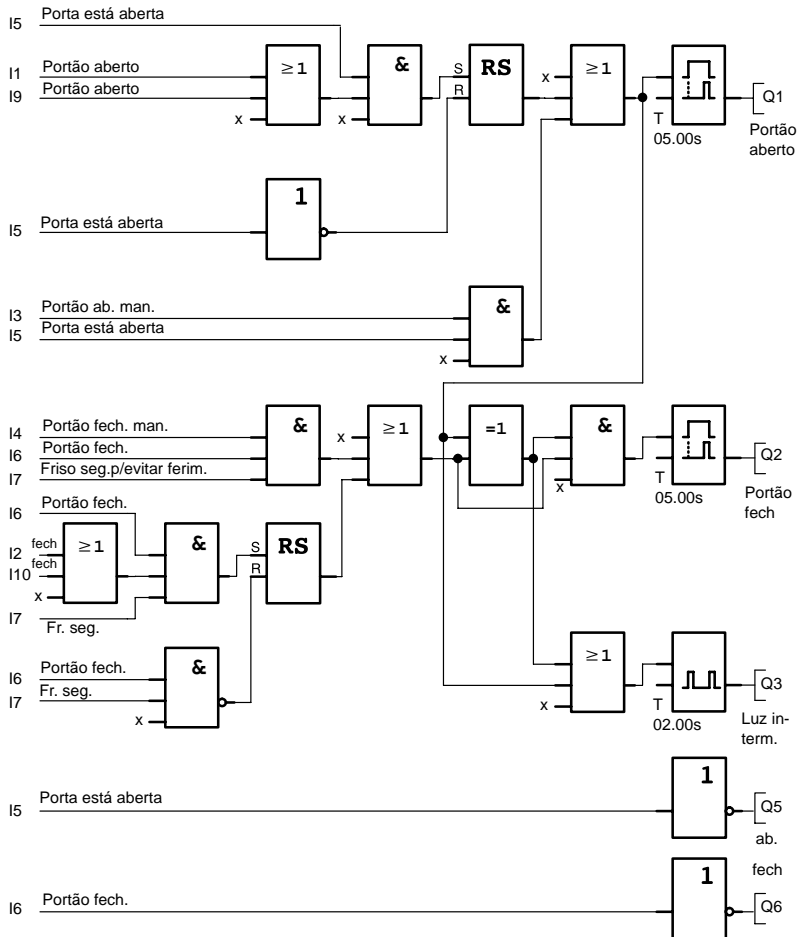 I5 Porta está aberta
I1 Portão aberto
I9 Portão aberto
x
≥1
x
&
S
R
RS
x
≥1
T
05.00s
Q1
Portão
aberto
1
I5 Porta está aberta
I3 Portão ab. man.
I5 Porta está aberta
x
&
I4 Portão fech. man.
I6 Portão fech.
I7 Friso seg.p/evitar ferim.
&
x
≥1
=1
&
x
T
05.00s
Q2
Portão
fech
I6 Portão fech.
I2 fech
I10 fech
x
≥1
&
S
R
RS
I7 Fr. seg.
I6 Portão fech.
I7 Fr. seg.
x
&
≥1
x
T
02.00s
Q3
Luz in-
term.
I5 Porta está aberta
1
Q5
ab.
I6 Portão fech.
1
fech
Q6